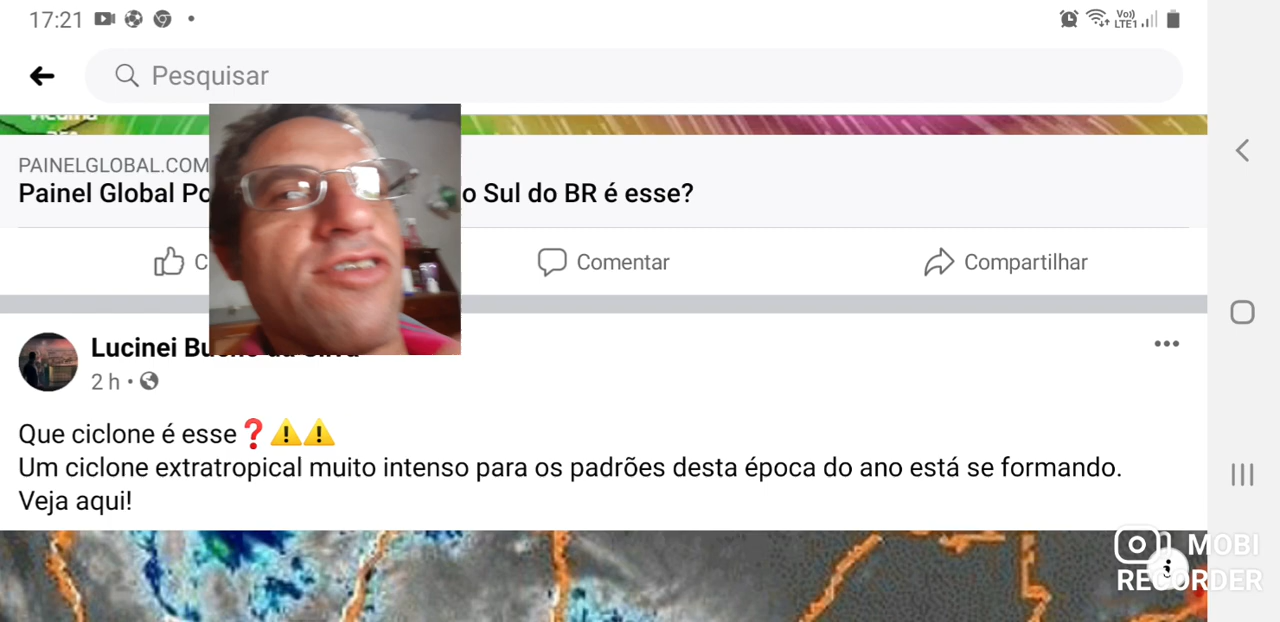 17:21
Vo))
LTE1
Pesquisar
PAINELGLOBAL.COM
Painel Global Po
o Sul do BR é esse?
C
Comentar
Compartilhar
Lucinei
2 h
Que ciclone é esse❓⚠️⚠️
Um ciclone extratropical muito intenso para os padrões desta época do ano está se formando.
Veja aqui!
MOBI
RECORDER